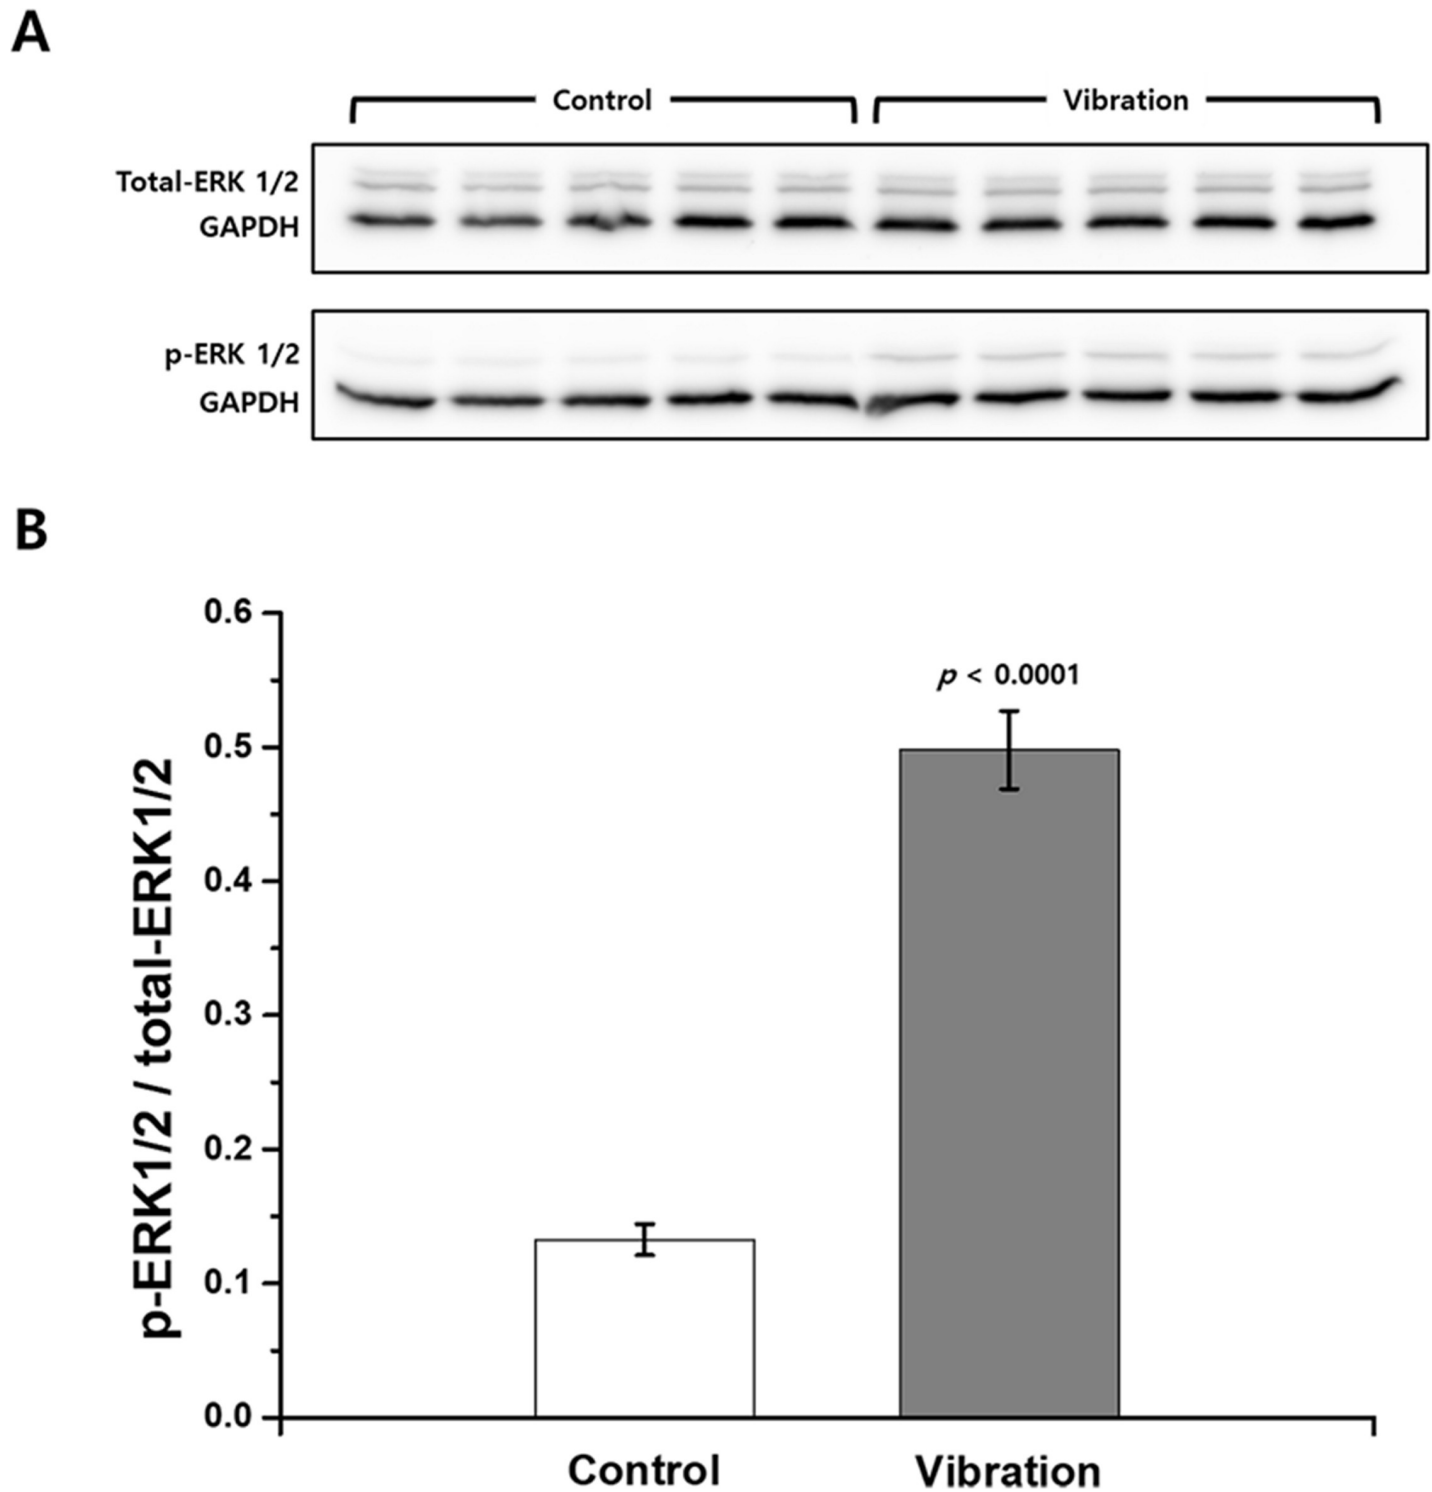 A
Control
Vibration
Total-ERK 1/2
GAPDH
p-ERK 1/2
GAPDH
B
0.6
0.5
0.4
0.3
0.2
0.1
0.0
p-ERK1/2 / total-ERK1/2
p < 0.0001
Control
Vibration